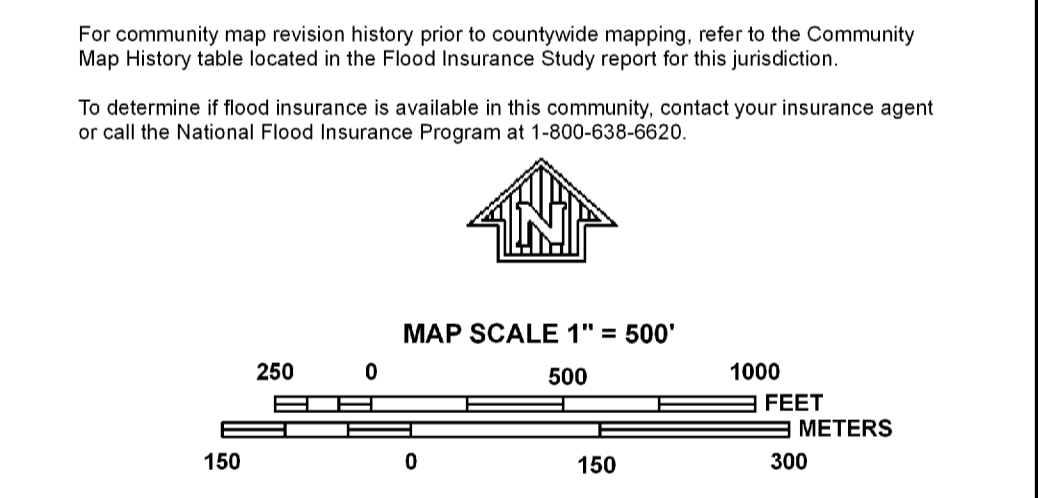 For community map revision history prior to countywide mapping, refer to the Community
Map History table located in the Flood Insurance Study report for this jurisdiction.
To determine if flood insurance is available in this community, contact your insurance agent
or call the National Flood Insurance Program at 1-800-638-6620.
N
MAP SCALE 1" = 500'
250 0 500 1000
FEET
METERS
150 0 150 300